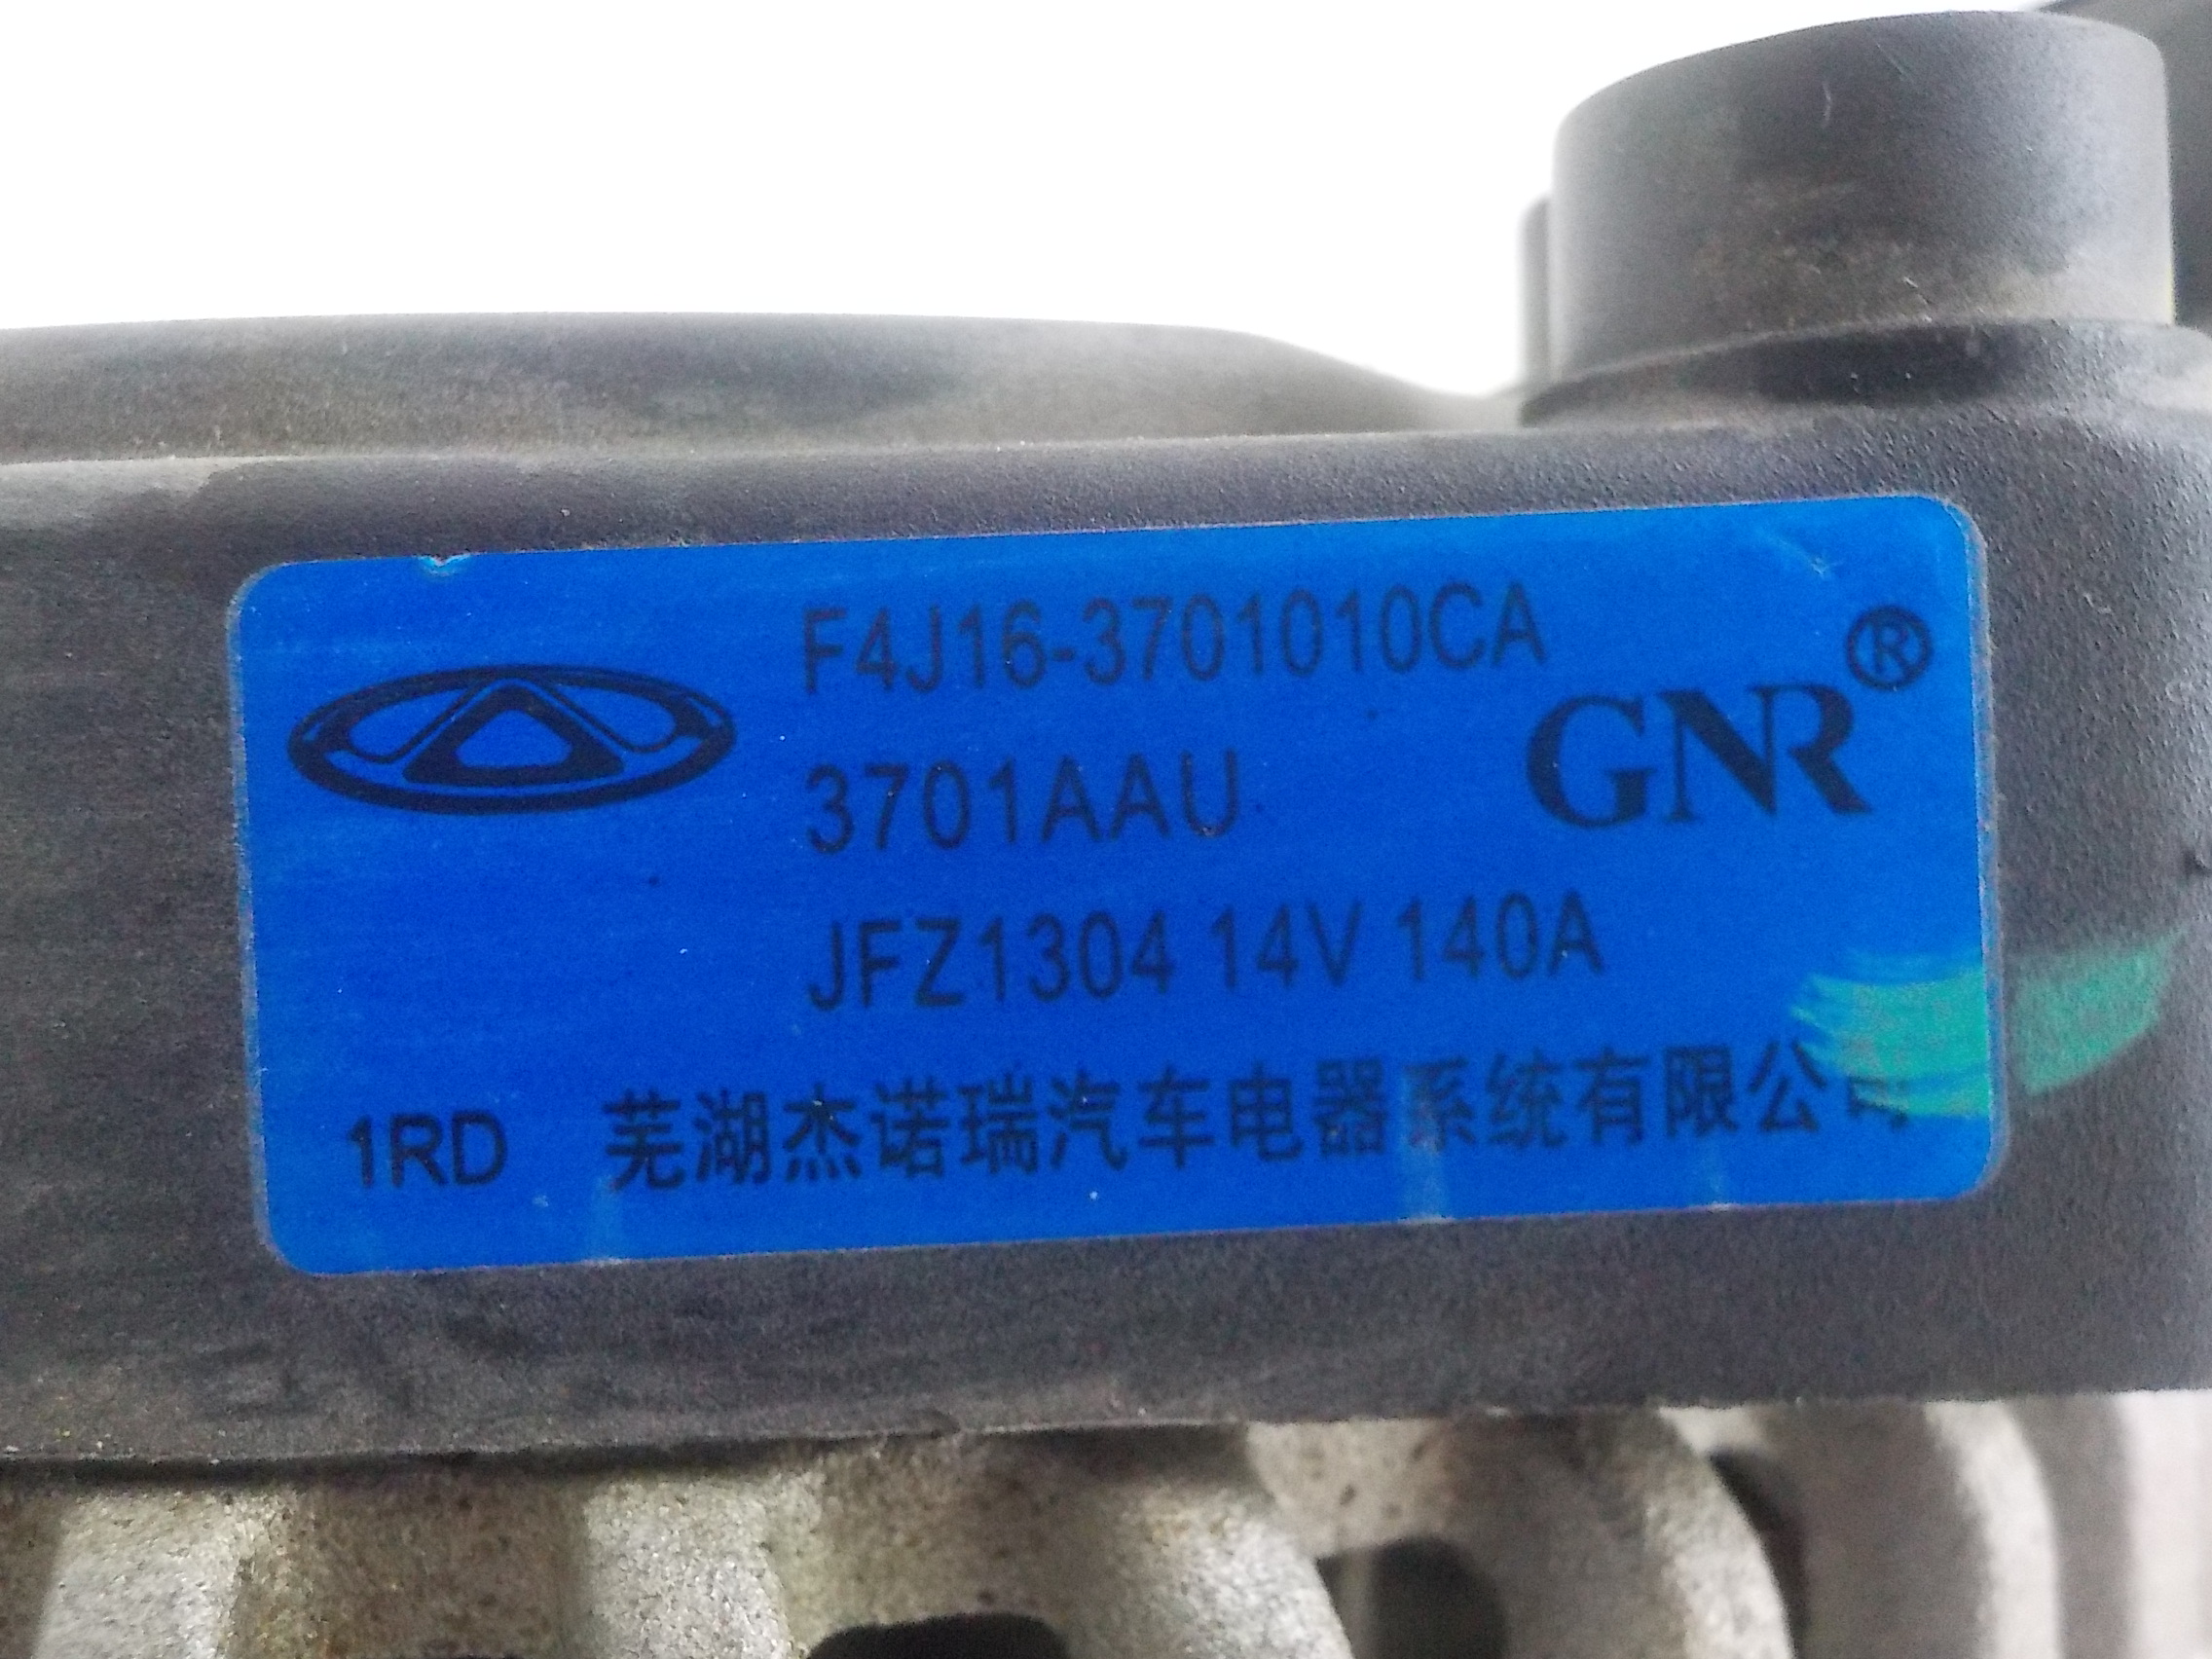 F4J16-3701010CA
GNR®
3701AAU
JFZ1304 14V 140A
1RD 芜湖杰诺瑞汽车电器系统有限公司